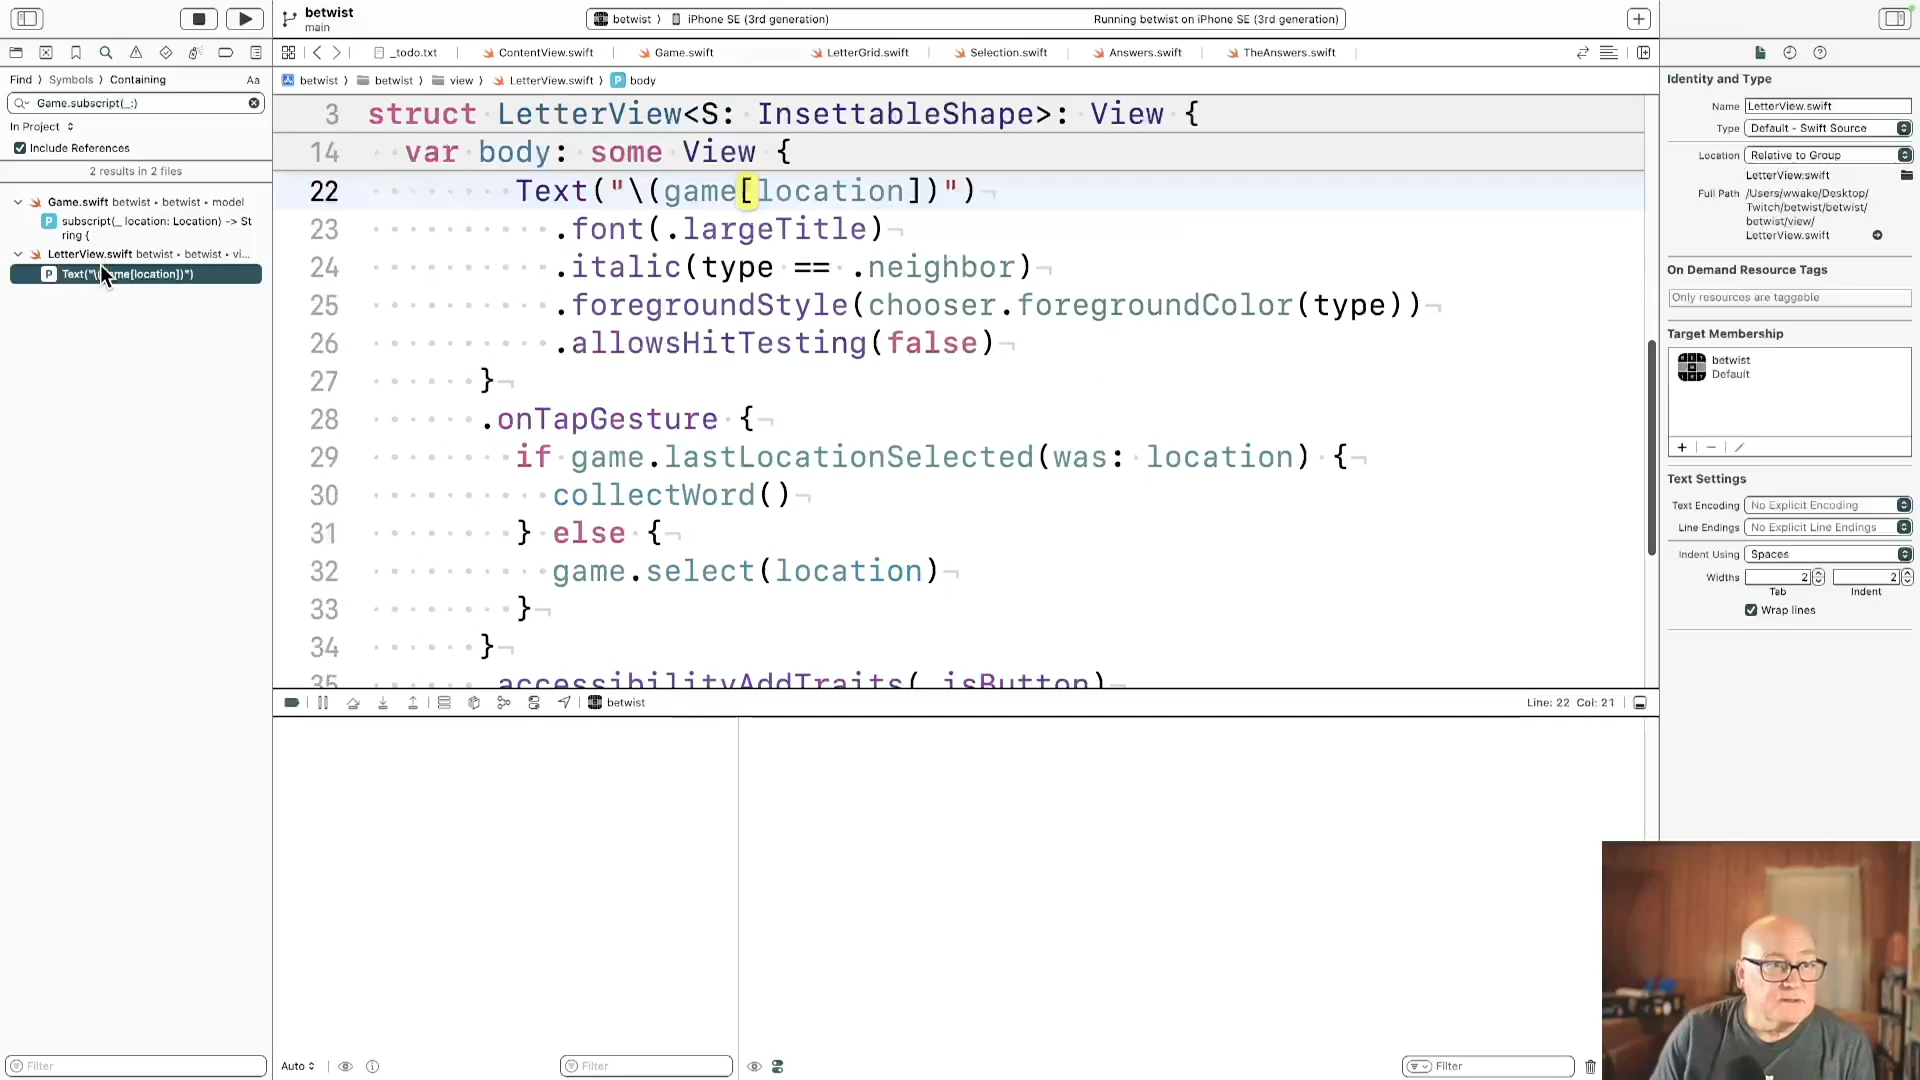 betwist
main
betwist
iPhone SE (3rd generation)
Running betwist on iPhone SE (3rd generation)
_todo.txt
ContentView.swift
Game.swift
LetterGrid.swift
Selection.swift
Answers.swift
TheAnswers.swift
Find
Symbols
Containing
Aa
Game.subscript(_:)
In Project
Include References
2 results in 2 files
Game.swift betwist • betwist • model
P subscript(_ location: Location) -> St
ring {
LetterView.swift betwist • betwist • vi...
P Text("\(game[location])")
Filter
betwist
betwist
view
LetterView.swift
P body
3 struct LetterView<S: InsettableShape>: View {
14 var body: some View {
22 Text("\(game[location])")
23 .font(.largeTitle)
24 .italic(type == .neighbor)
25 .foregroundStyle(chooser.foregroundColor(type))
26 .allowsHitTesting(false)
27 }
28 .onTapGesture {
29 if game.lastLocationSelected(was: location) {
30 collectWord()
31 } else {
32 game.select(location)
33 }
34 }
35 .accessibilityAddTraits(.isButton)
betwist
Line: 22 Col: 21
Auto
Filter
Filter
Identity and Type
Name LetterView.swift
Type Default - Swift Source
Location Relative to Group
LetterView.swift
Full Path /Users/wwake/Desktop/
Twitch/betwist/betwist/
betwist/view/
LetterView.swift
On Demand Resource Tags
Only resources are taggable
Target Membership
betwist
Default
Text Settings
Text Encoding No Explicit Encoding
Line Endings No Explicit Line Endings
Indent Using Spaces
Widths 2 2
Tab Indent
Wrap lines